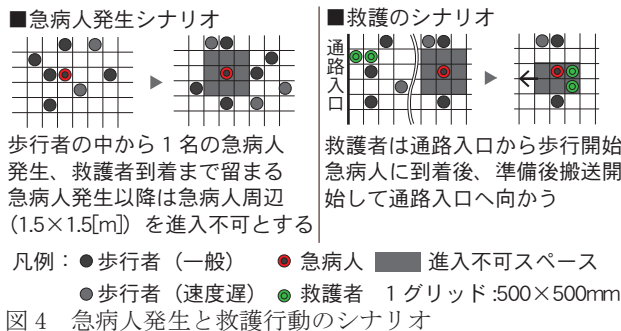 ■急病人発生シナリオ
歩行者の中から 1 名の急病人
発生、救護者到着まで留まる
急病人発生以降は急病人周辺
（1.5×1.5[m]）を進入不可とする
■救護のシナリオ
通路入口
救護者は通路入口から歩行開始
急病人に到着後、準備後搬送開
始して通路入口へ向かう
凡例：●歩行者（一般） 急病人 進入不可スペース
●歩行者（速度遅） 救護者 1 グリッド:500×500mm
図 4 急病人発生と救護行動のシナリオ